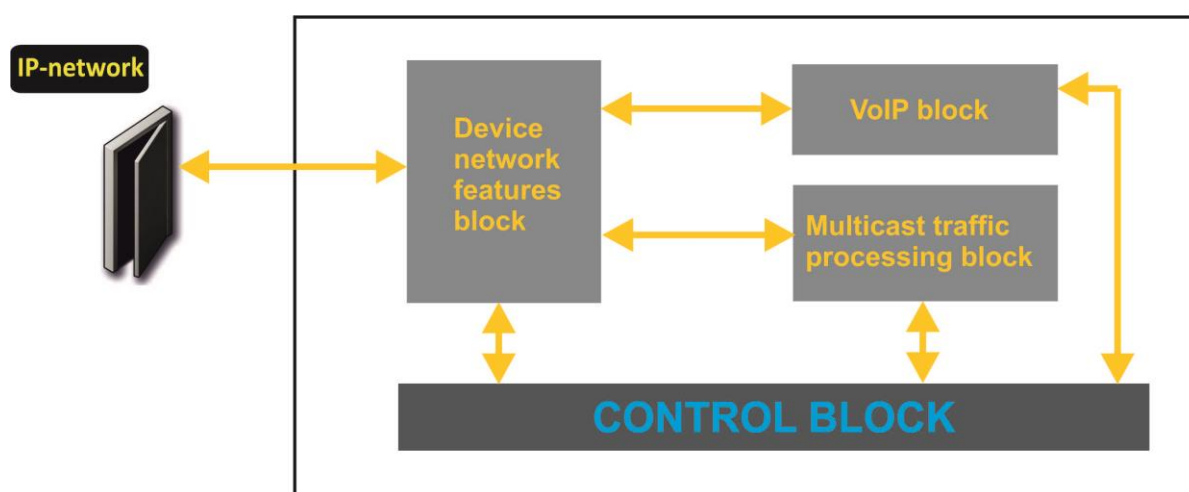 IP-network
Device
network
features
block
VoIP block
Multicast traffic
processing block
CONTROL BLOCK